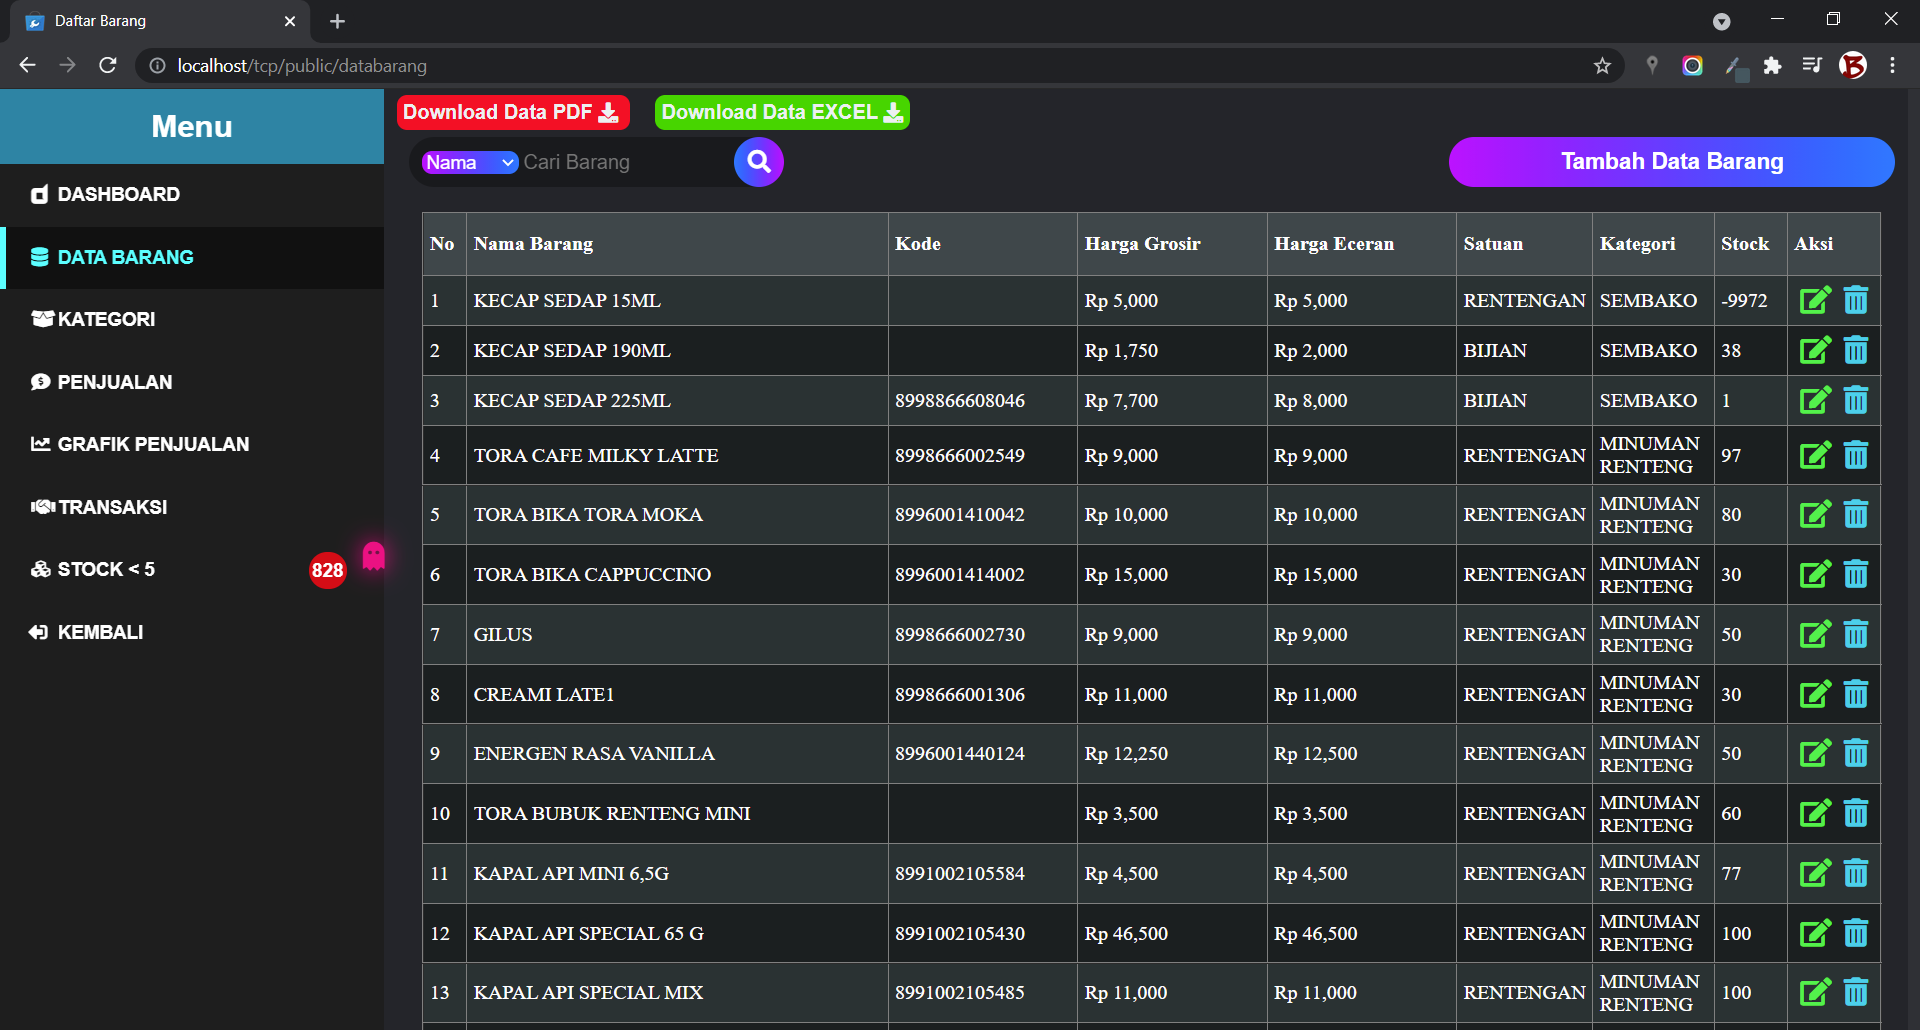 Daftar Barang
localhost/tcp/public/databarang
Menu
DASHBOARD
DATA BARANG
KATEGORI
PENJUALAN
GRAFIK PENJUALAN
TRANSAKSI
STOCK < 5 828
KEMBALI
Download Data PDF Download Data EXCEL
Nama Cari Barang Tambah Data Barang
No Nama Barang Kode Harga Grosir Harga Eceran Satuan Kategori Stock Aksi
1 KECAP SEDAP 15ML Rp 5,000 Rp 5,000 RENTENGAN SEMBAKO -9972
2 KECAP SEDAP 190ML Rp 1,750 Rp 2,000 BIJIAN SEMBAKO 38
3 KECAP SEDAP 225ML 8998866608046 Rp 7,700 Rp 8,000 BIJIAN SEMBAKO 1
4 TORA CAFE MILKY LATTE 8998666002549 Rp 9,000 Rp 9,000 RENTENGAN MINUMAN RENTENG 97
5 TORA BIKA TORA MOKA 8996001410042 Rp 10,000 Rp 10,000 RENTENGAN MINUMAN RENTENG 80
6 TORA BIKA CAPPUCCINO 8996001414002 Rp 15,000 Rp 15,000 RENTENGAN MINUMAN RENTENG 30
7 GILUS 8998666002730 Rp 9,000 Rp 9,000 RENTENGAN MINUMAN RENTENG 50
8 CREAMI LATE1 8998666001306 Rp 11,000 Rp 11,000 RENTENGAN MINUMAN RENTENG 30
9 ENERGEN RASA VANILLA 8996001440124 Rp 12,250 Rp 12,500 RENTENGAN MINUMAN RENTENG 50
10 TORA BUBUK RENTENG MINI Rp 3,500 Rp 3,500 RENTENGAN MINUMAN RENTENG 60
11 KAPAL API MINI 6,5G 8991002105584 Rp 4,500 Rp 4,500 RENTENGAN MINUMAN RENTENG 77
12 KAPAL API SPECIAL 65 G 8991002105430 Rp 46,500 Rp 46,500 RENTENGAN MINUMAN RENTENG 100
13 KAPAL API SPECIAL MIX 8991002105485 Rp 11,000 Rp 11,000 RENTENGAN MINUMAN RENTENG 100